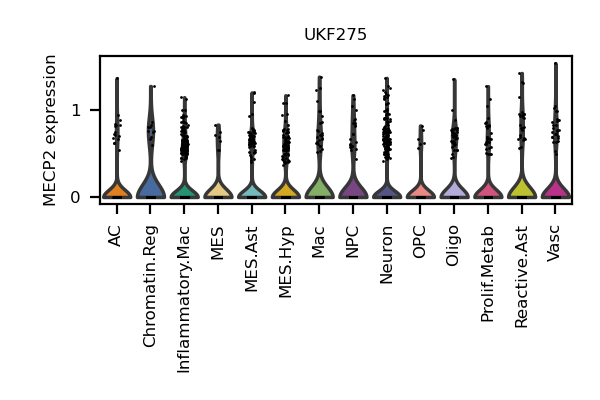 UKF275
MECP2 expression
1
0
AC
Chromatin.Reg
Inflammatory.Mac
MES
MES.Ast
MES.Hyp
Mac
NPC
Neuron
OPC
Oligo
Prolif.Metab
Reactive.Ast
Vasc